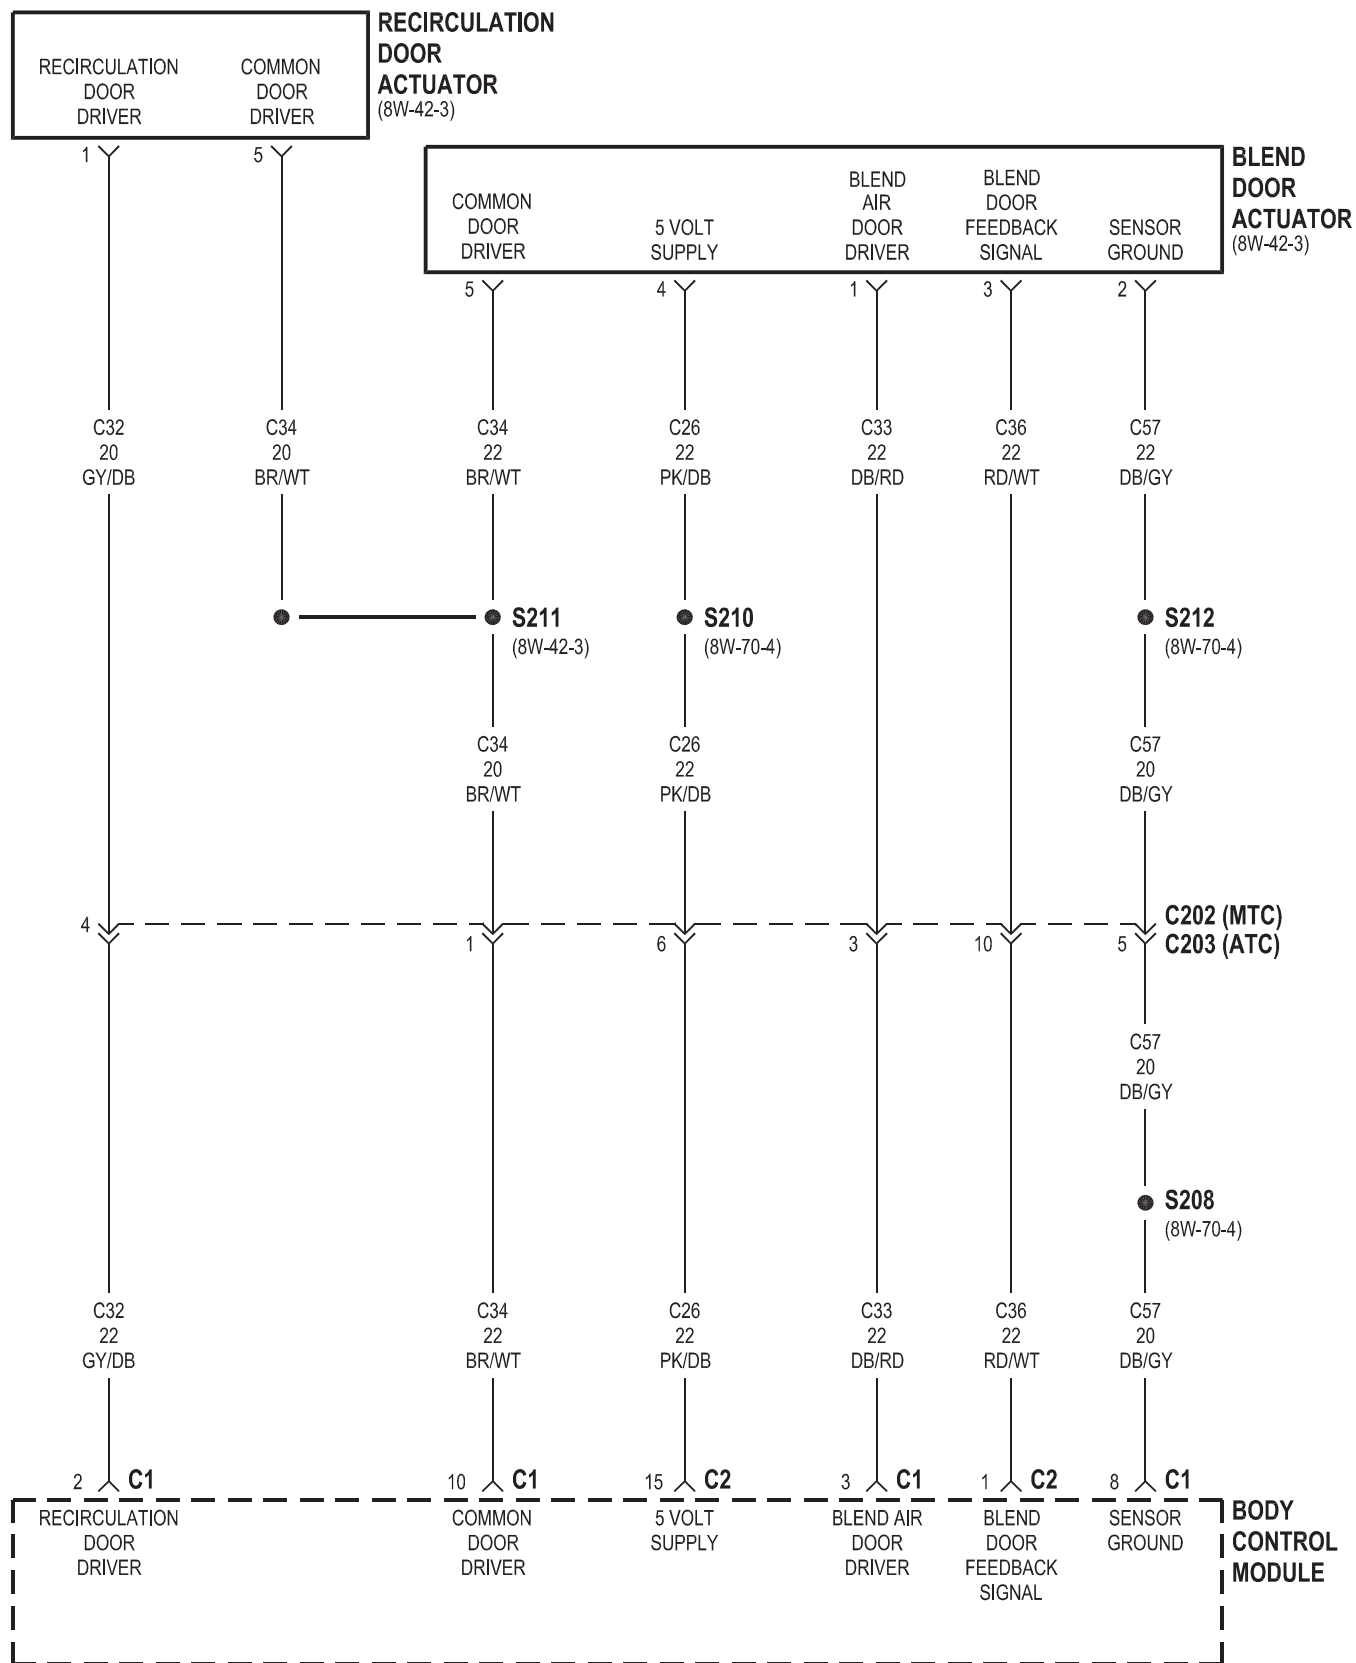 RECIRCULATION
DOOR
ACTUATOR
(8W-42-3)
RECIRCULATION
DOOR
DRIVER
COMMON
DOOR
DRIVER
1
5
BLEND
DOOR
ACTUATOR
(8W-42-3)
COMMON
DOOR
DRIVER
5 VOLT
SUPPLY
BLEND
AIR
DOOR
DRIVER
BLEND
DOOR
FEEDBACK
SIGNAL
SENSOR
GROUND
5
4
1
3
2
C32
20
GY/DB
C34
20
BR/WT
C34
22
BR/WT
C26
22
PK/DB
C33
22
DB/RD
C36
22
RD/WT
C57
22
DB/GY
S211
(8W-42-3)
S210
(8W-70-4)
S212
(8W-70-4)
C34
20
BR/WT
C26
22
PK/DB
C57
20
DB/GY
4
1
6
3
10
5
C202 (MTC)
C203 (ATC)
C57
20
DB/GY
S208
(8W-70-4)
C32
22
GY/DB
C34
22
BR/WT
C26
22
PK/DB
C33
22
DB/RD
C36
22
RD/WT
C57
20
DB/GY
2 C1
10 C1
15 C2
3 C1
1 C2
8 C1
RECIRCULATION
DOOR
DRIVER
COMMON
DOOR
DRIVER
5 VOLT
SUPPLY
BLEND AIR
DOOR
DRIVER
BLEND
DOOR
FEEDBACK
SIGNAL
SENSOR
GROUND
BODY
CONTROL
MODULE